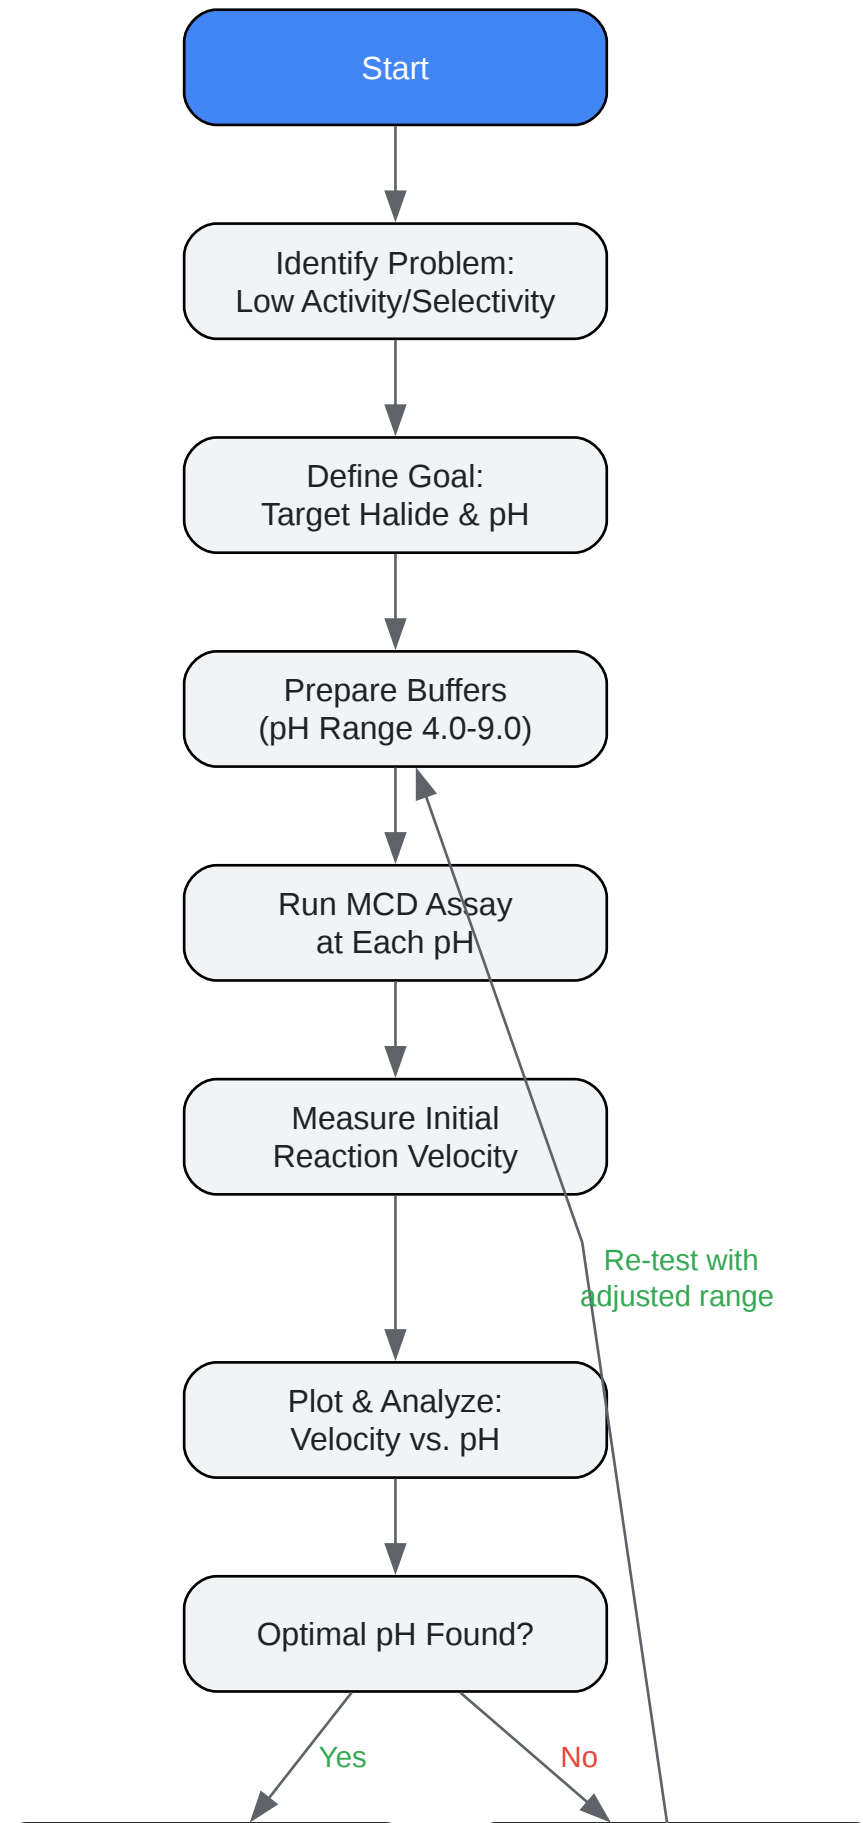 Start
Identify Problem:
Low Activity/Selectivity
Define Goal:
Target Halide & pH
Prepare Buffers
(pH Range 4.0-9.0)
Run MCD Assay
at Each pH
Measure Initial
Reaction Velocity
Re-test with
adjusted range
Plot & Analyze:
Velocity vs. pH
Optimal pH Found?
Yes
No